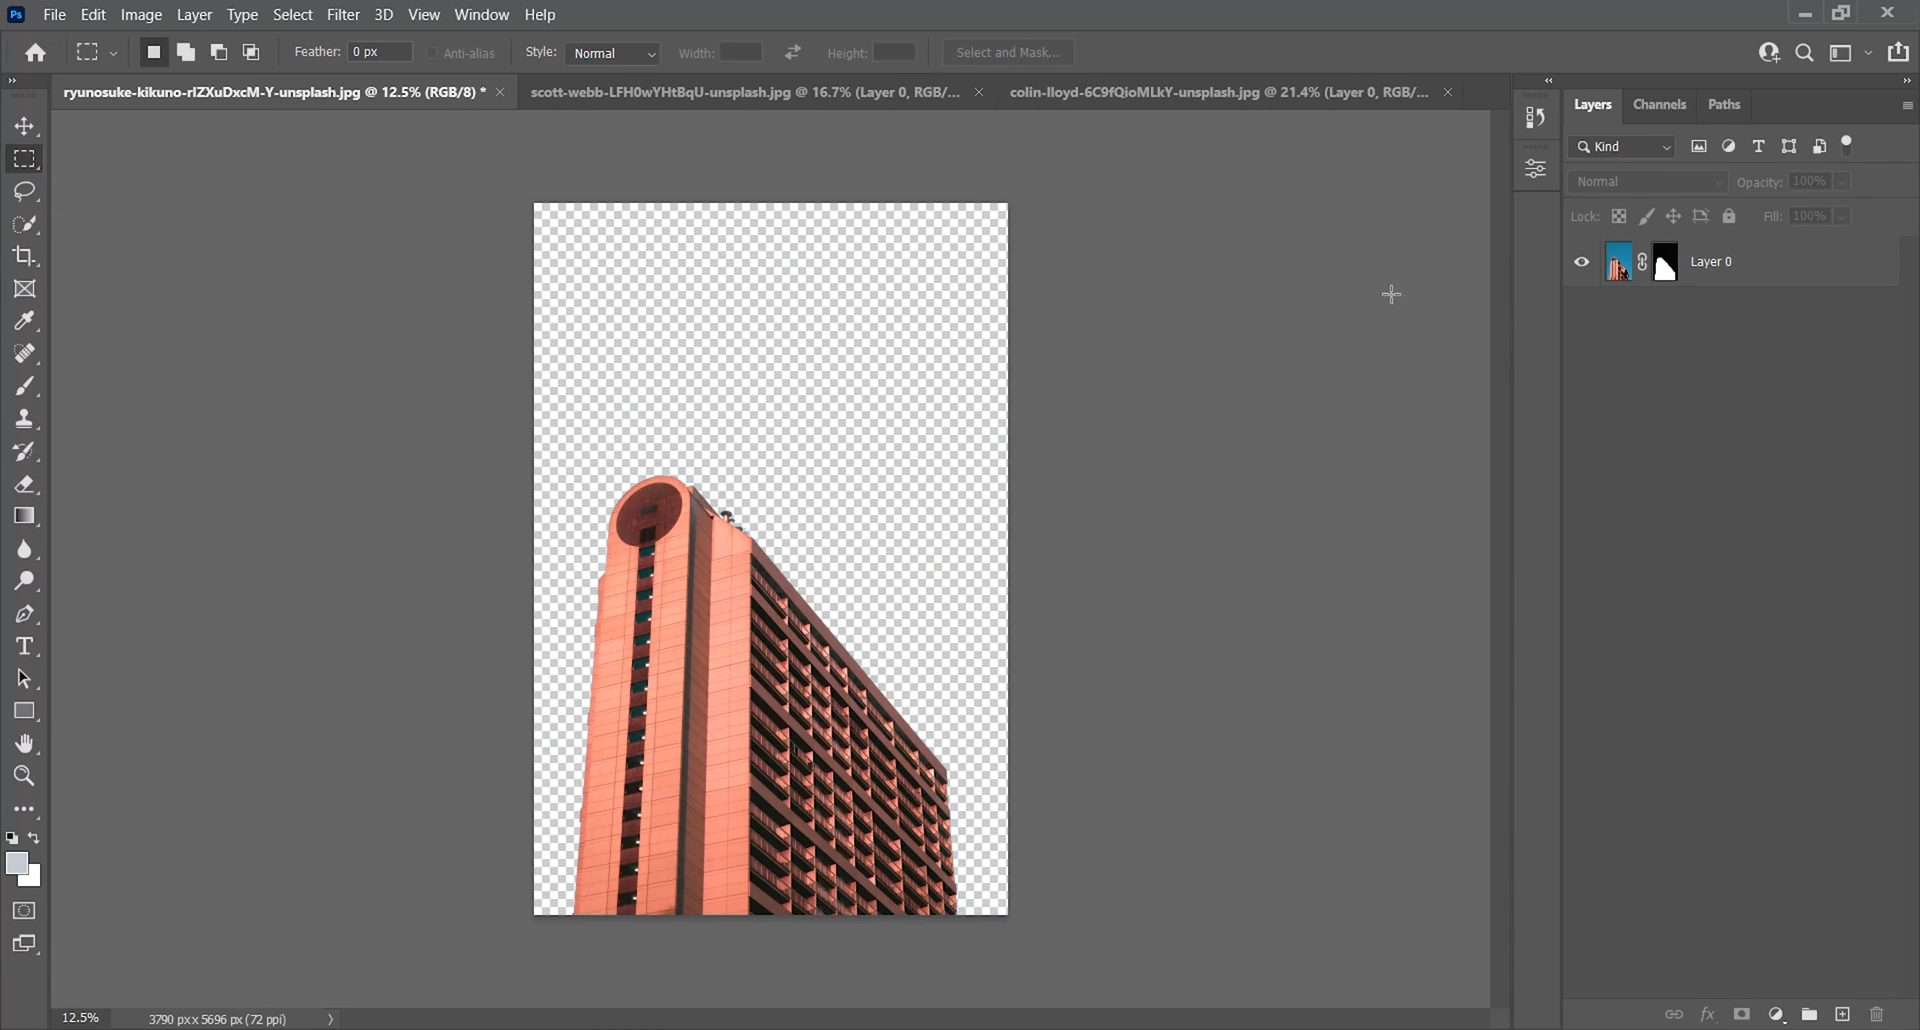 Ps File Edit Image Layer Type Select Filter 3D View Window Help
Feather: 0 px Anti-alias Style: Normal Width: Height: Select and Mask...
ryunosuke-kikuno-rIZXuDxcM-Y-unsplash.jpg @ 12.5% (RGB/8) * scott-webb-LFH0wYHtBqU-unsplash.jpg @ 16.7% (Layer 0, RGB/... colin-lloyd-6C9fQioMLkY-unsplash.jpg @ 21.4% (Layer 0, RGB/...
Layers Channels Paths
Kind
Normal Opacity: 100%
Lock: Fill: 100%
Layer 0
12.5% 3790 px x 5696 px (72 ppi)